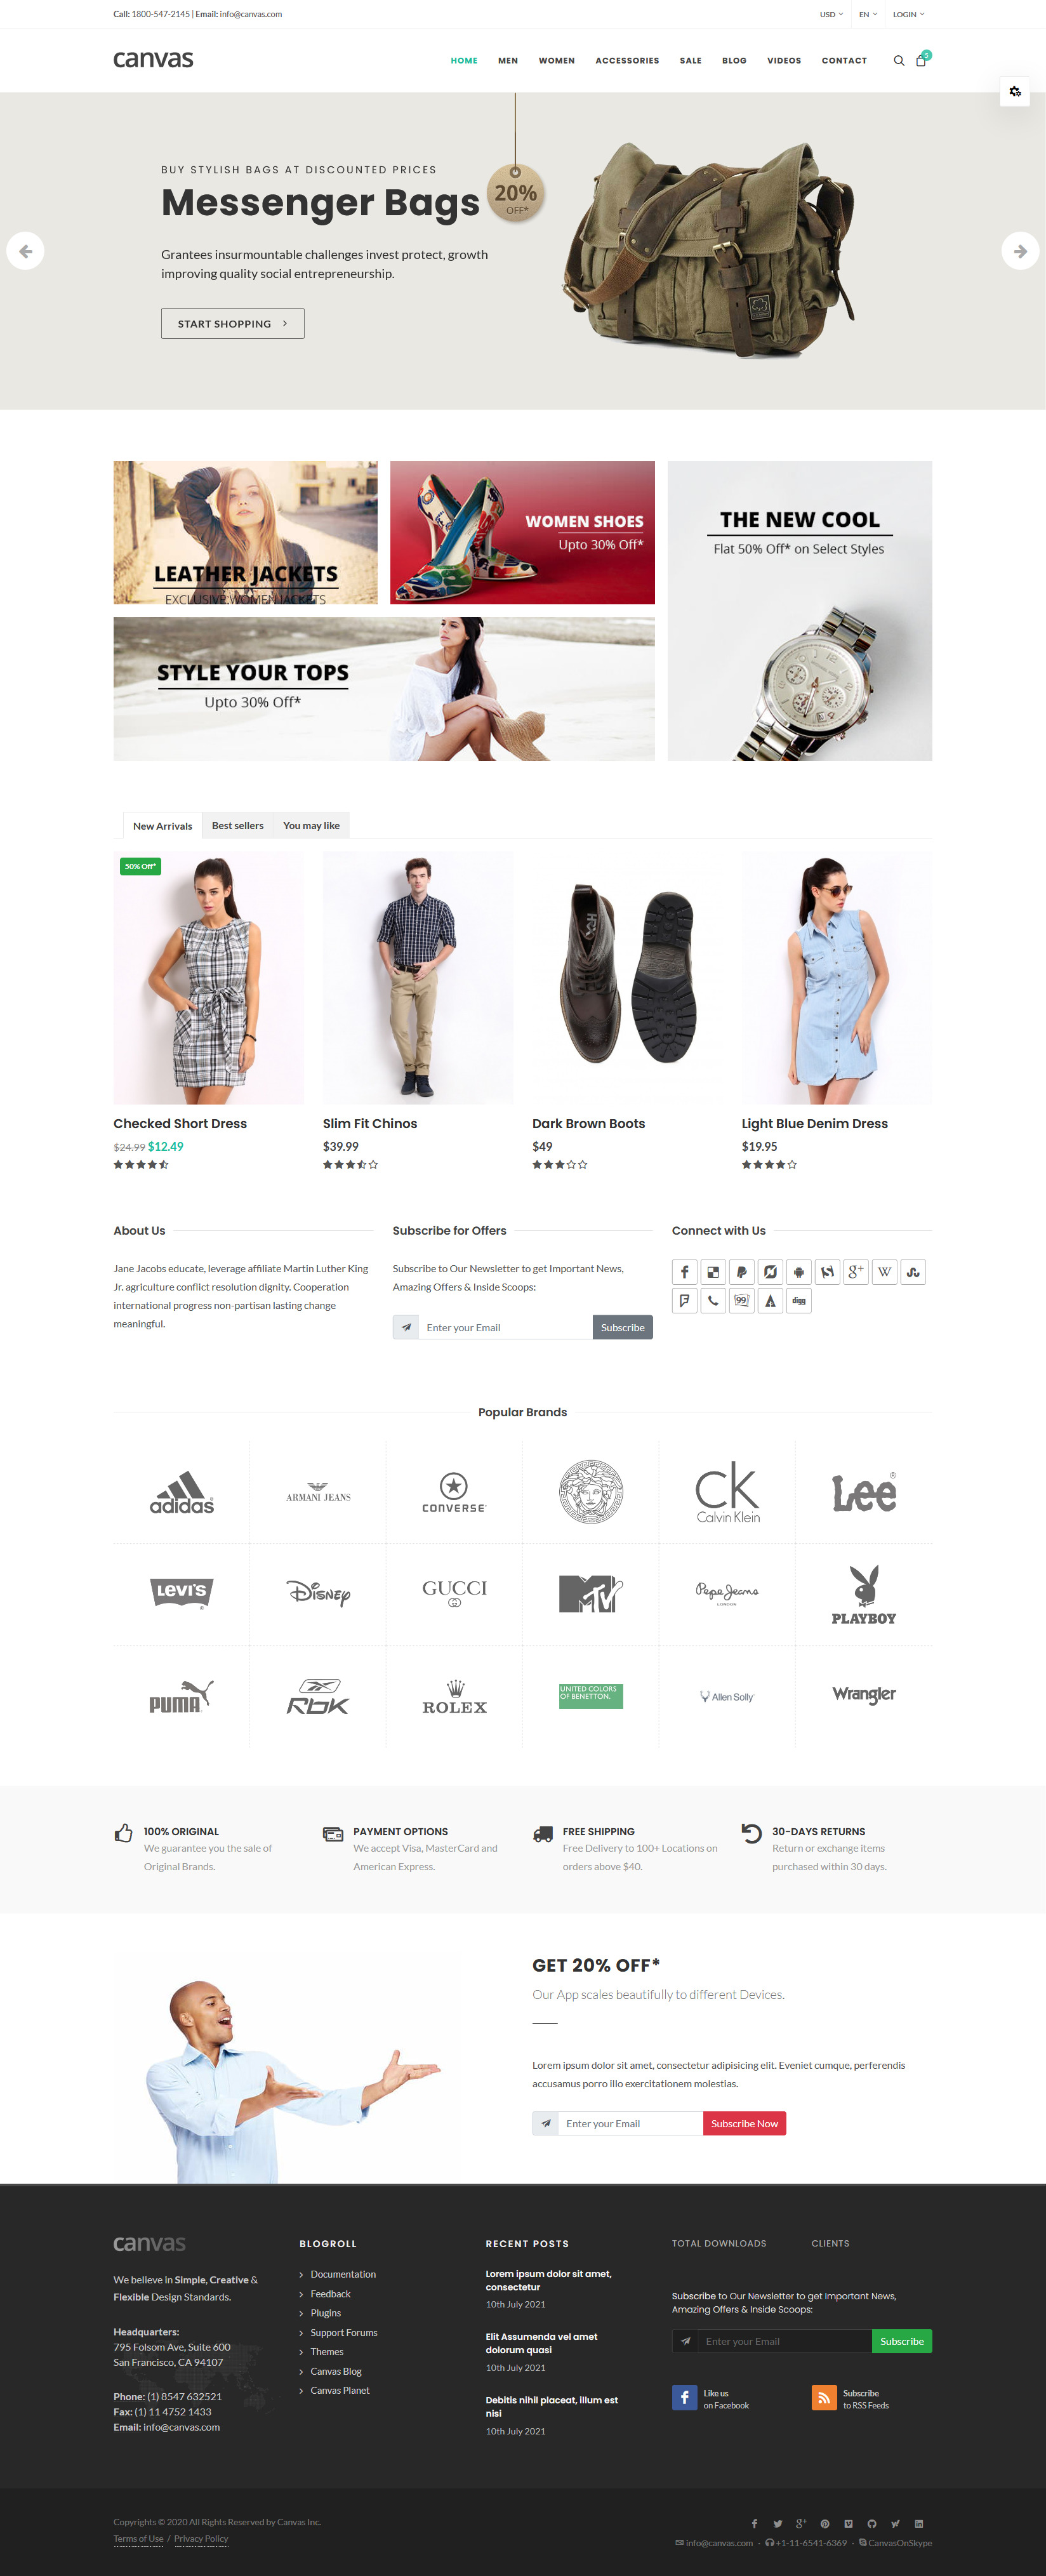 Call: 1800-547-2145 | Email: info@canvas.com
USD EN LOGIN
canvas
HOME MEN WOMEN ACCESSORIES SALE BLOG VIDEOS CONTACT
5
BUY STYLISH BAGS AT DISCOUNTED PRICES
Messenger Bags
20%
OFF*
Grantees insurmountable challenges invest protect, growth
improving quality social entrepreneurship.
START SHOPPING
LEATHER JACKETS
EXCLUSIVE WOMEN JACKETS
WOMEN SHOES
Upto 30% Off*
THE NEW COOL
Flat 50% Off* on Select Styles
STYLE YOUR TOPS
Upto 30% Off*
New Arrivals Best sellers You may like
50% Off*
Checked Short Dress
$24.99 $12.49
Slim Fit Chinos
$39.99
Dark Brown Boots
$49
Light Blue Denim Dress
$19.95
About Us
Jane Jacobs educate, leverage affiliate Martin Luther King
Jr. agriculture conflict resolution dignity. Cooperation
international progress non-partisan lasting change
meaningful.
Subscribe for Offers
Subscribe to Our Newsletter to get Important News,
Amazing Offers & Inside Scoops:
Enter your Email Subscribe
Connect with Us
digg
Popular Brands
adidas
ARMANI JEANS
CONVERSE
CK
Calvin Klein
Lee
LEVI'S
DISNEY
GUCCI
MTV
Pepe Jeans
LONDON
PLAYBOY
PUMA
RBK
ROLEX
UNITED COLORS
OF BENETTON.
Allen Solly
Wrangler
100% ORIGINAL
We guarantee you the sale of
Original Brands.
PAYMENT OPTIONS
We accept Visa, MasterCard and
American Express.
FREE SHIPPING
Free Delivery to 100+ Locations on
orders above $40.
30-DAYS RETURNS
Return or exchange items
purchased within 30 days.
GET 20% OFF*
Our App scales beautifully to different Devices.
Lorem ipsum dolor sit amet, consectetur adipisicing elit. Eveniet cumque, perferendis
accusamus porro illo exercitationem molestias.
Enter your Email Subscribe Now
canvas
We believe in Simple, Creative &
Flexible Design Standards.
Headquarters:
795 Folsom Ave, Suite 600
San Francisco, CA 94107
Phone: (1) 8547 632521
Fax: (1) 11 4752 1433
Email: info@canvas.com
BLOGROLL
Documentation
Feedback
Plugins
Support Forums
Themes
Canvas Blog
Canvas Planet
RECENT POSTS
Lorem ipsum dolor sit amet,
consectetur
10th July 2021
Elit Assumenda vel amet
dolorum quasi
10th July 2021
Debitis nihil placeat, illum est
nisi
10th July 2021
TOTAL DOWNLOADS
CLIENTS
Subscribe to Our Newsletter to get Important News,
Amazing Offers & Inside Scoops:
Enter your Email Subscribe
Like us
on Facebook
Subscribe
to RSS Feeds
Copyrights © 2020 All Rights Reserved by Canvas Inc.
Terms of Use / Privacy Policy
info@canvas.com · +1-11-6541-6369 · CanvasOnSkype